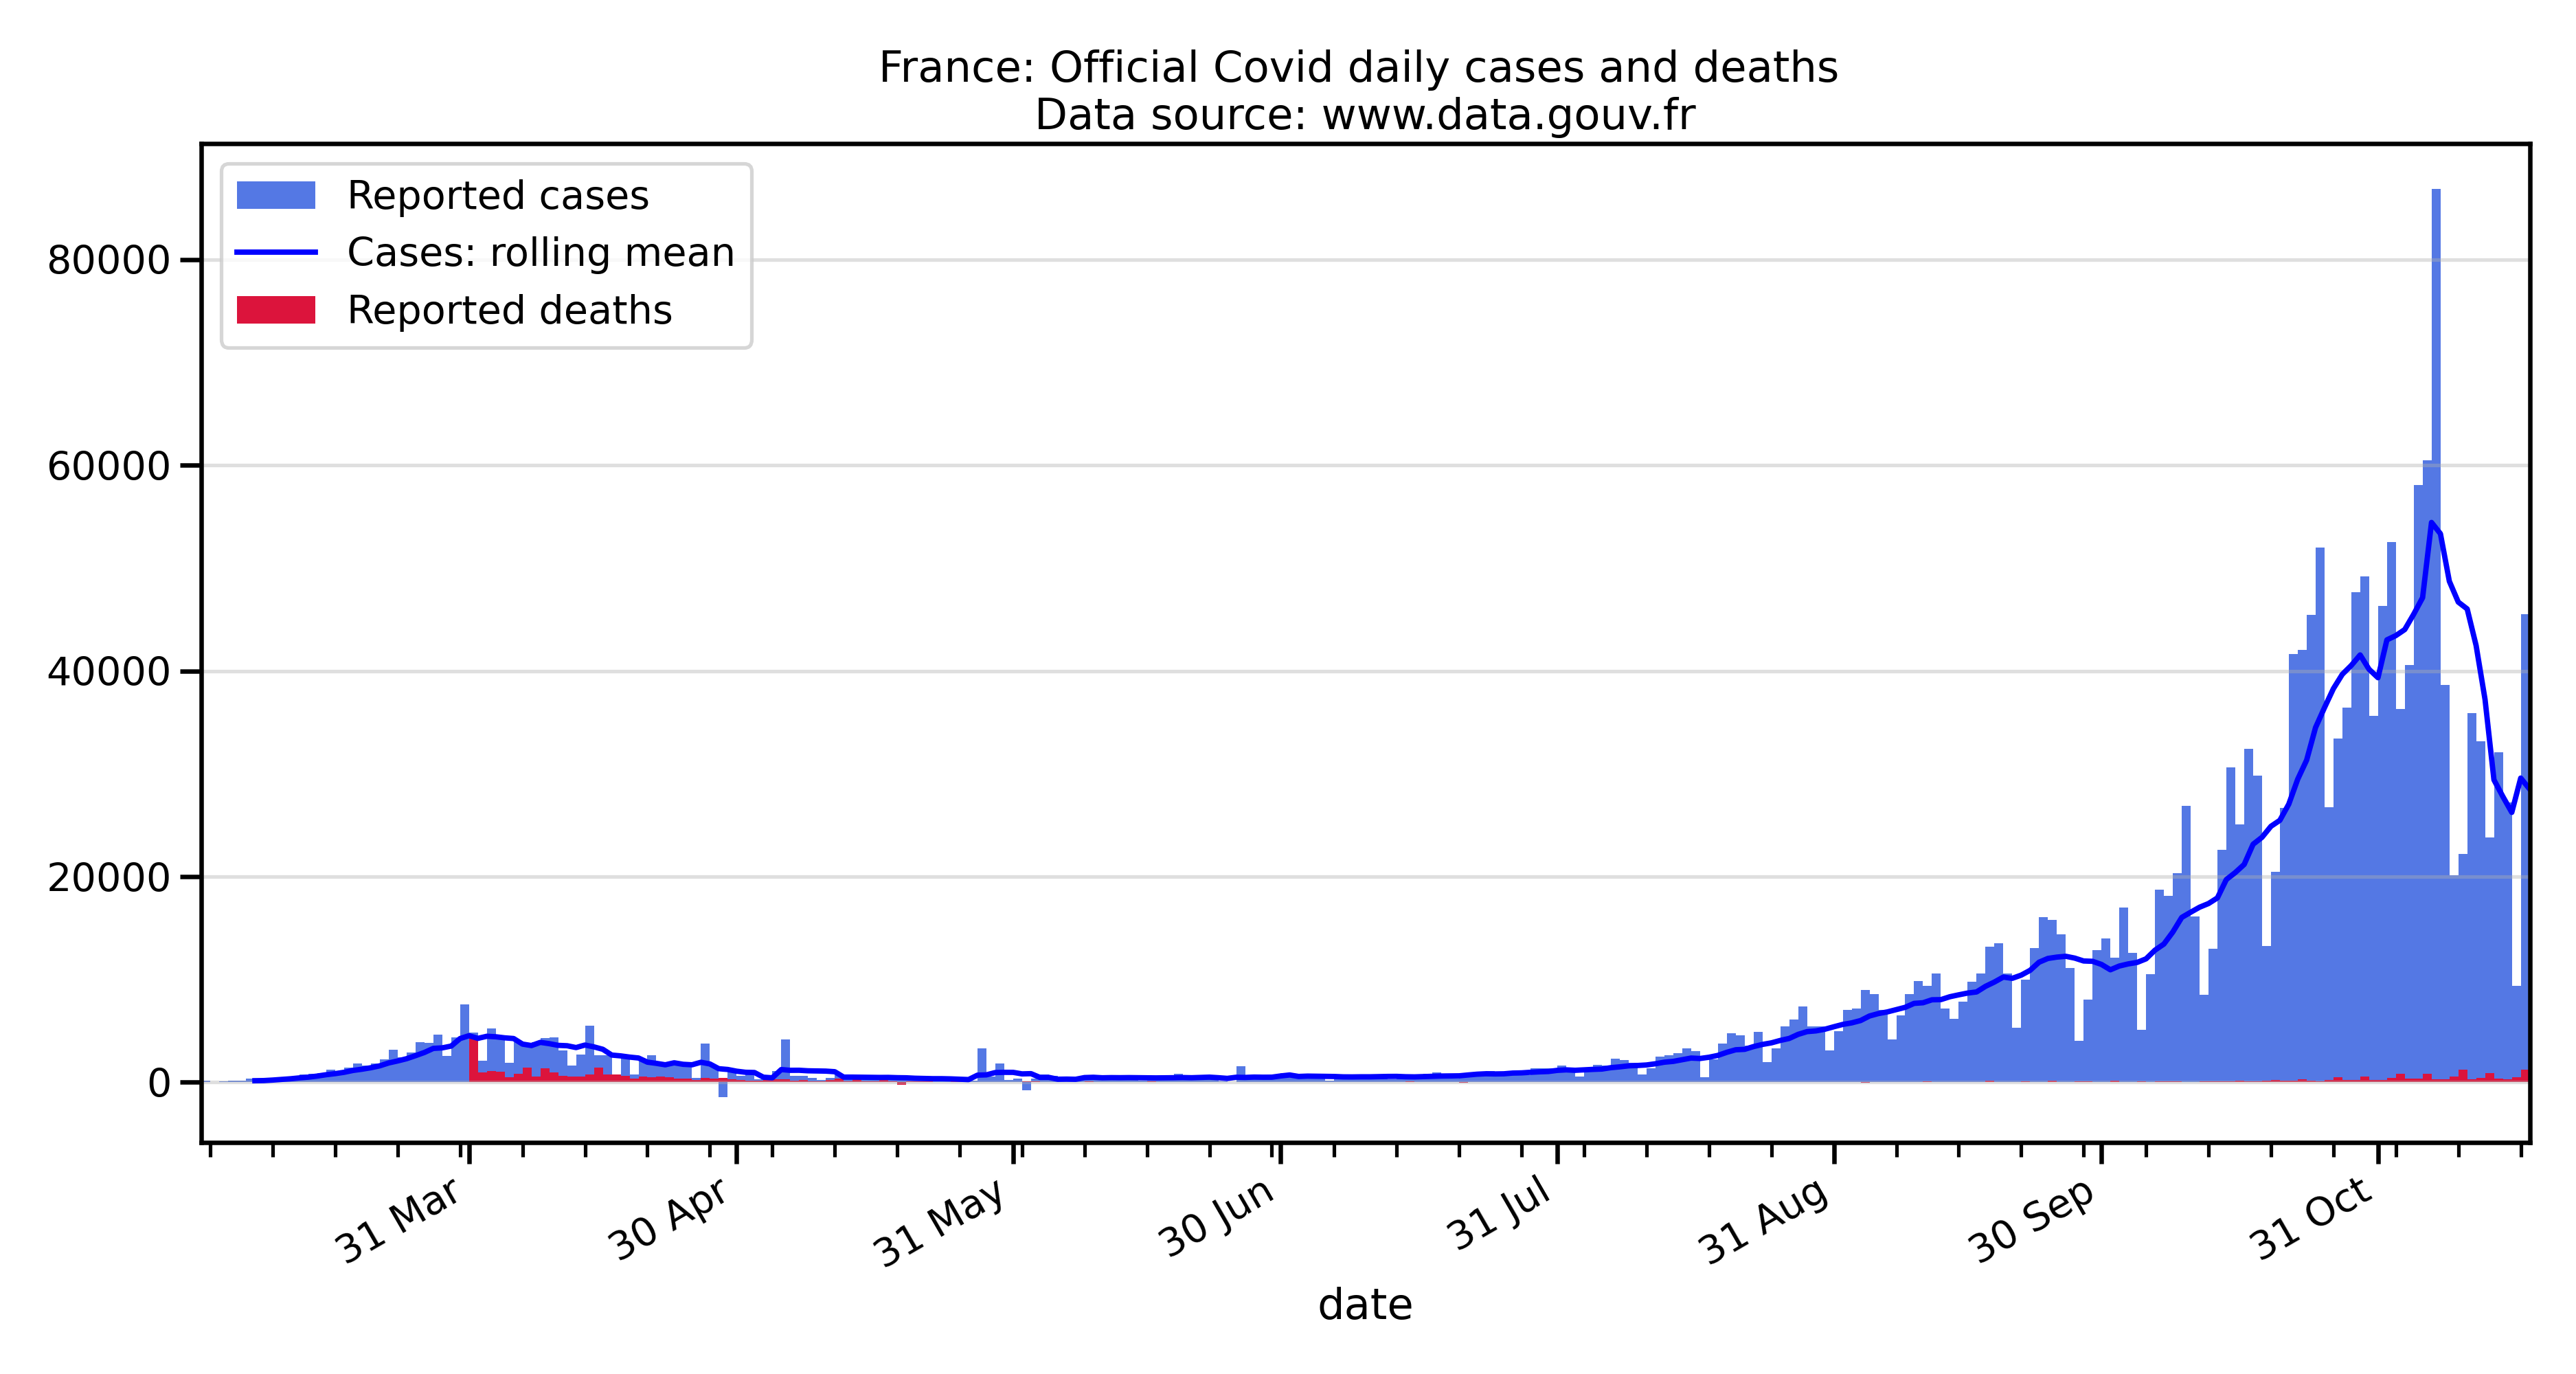 France: Official Covid daily cases and deaths
Data source: www.data.gouv.fr
Reported cases
Cases: rolling mean
Reported deaths
80000
60000
40000
20000
0
31 Mar
30 Apr
31 May
30 Jun
31 Jul
31 Aug
30 Sep
31 Oct
date